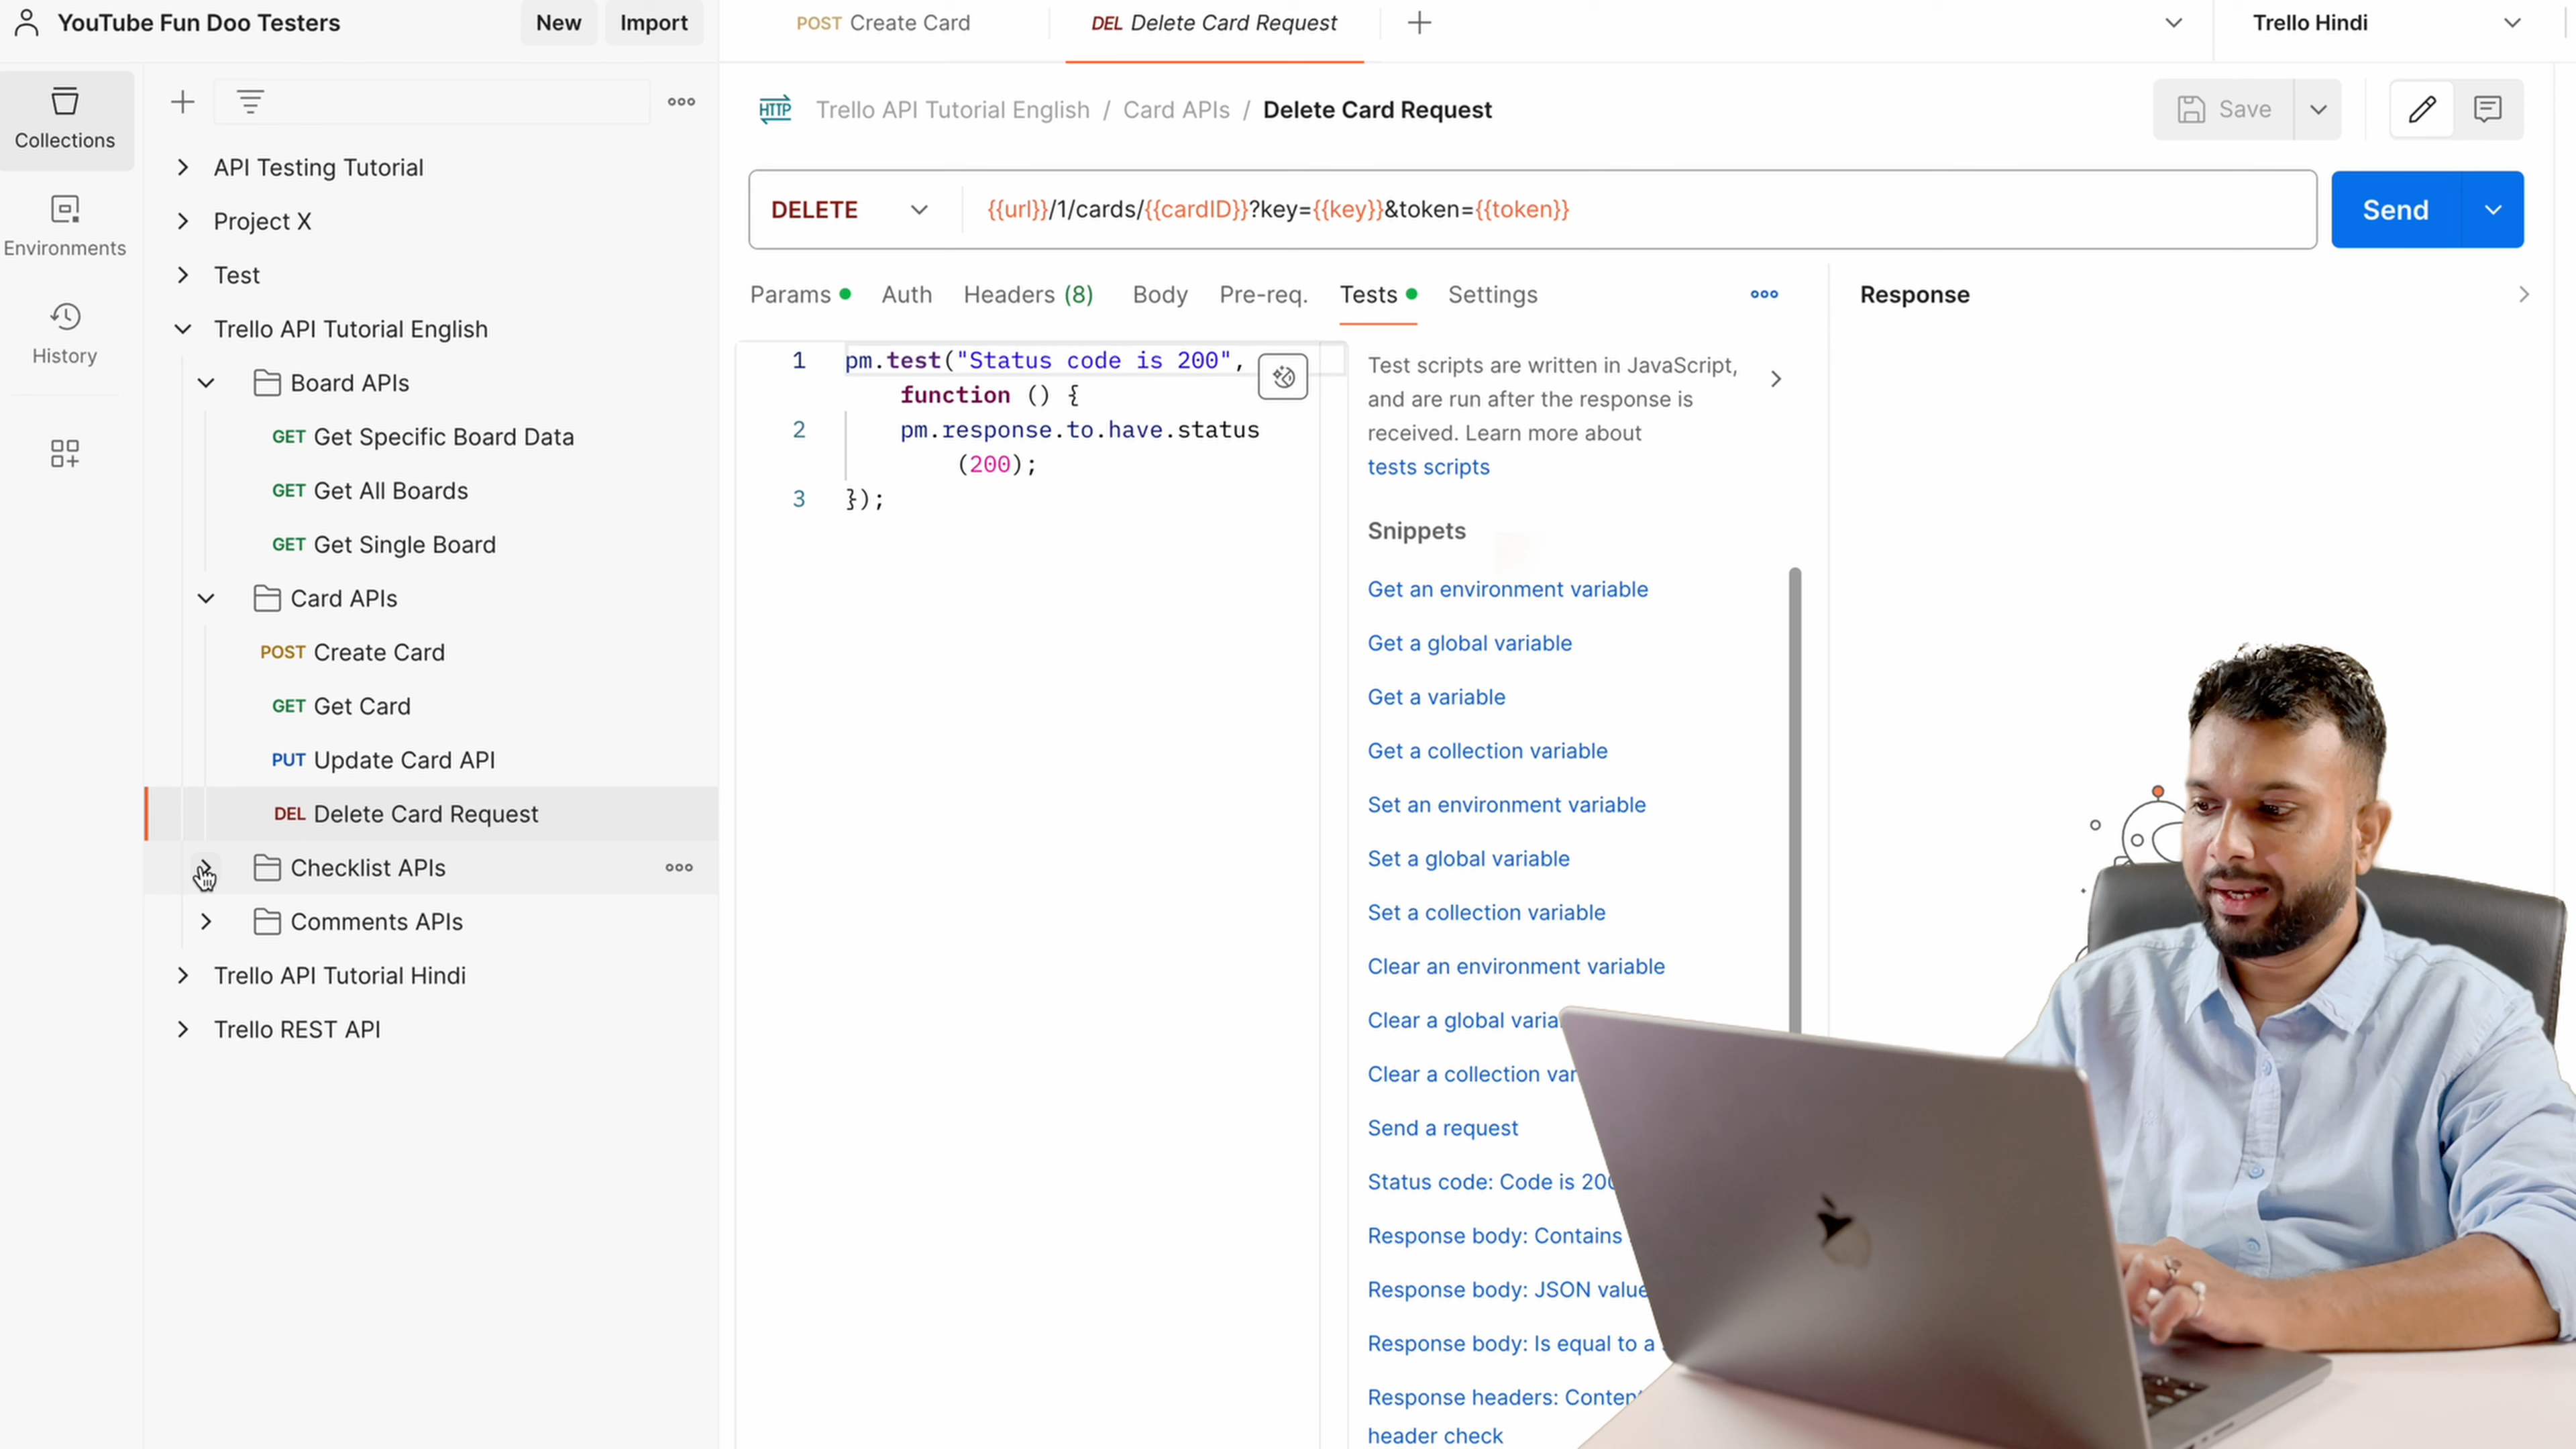 YouTube Fun Doo Testers
New
Import
POST Create Card
DEL Delete Card Request
Trello Hindi
Collections
Environments
History
API Testing Tutorial
Project X
Test
Trello API Tutorial English
Board APIs
GET Get Specific Board Data
GET Get All Boards
GET Get Single Board
Card APIs
POST Create Card
GET Get Card
PUT Update Card API
DEL Delete Card Request
Checklist APIs
Comments APIs
Trello API Tutorial Hindi
Trello REST API
HTTP Trello API Tutorial English / Card APIs / Delete Card Request
Save
DELETE
{{url}}/1/cards/{{cardID}}?key={{key}}&token={{token}}
Send
Params
Auth
Headers (8)
Body
Pre-req.
Tests
Settings
Response
1 pm.test("Status code is 200",
function () {
2 pm.response.to.have.status
(200);
3 });
Test scripts are written in JavaScript,
and are run after the response is
received. Learn more about
tests scripts
Snippets
Get an environment variable
Get a global variable
Get a variable
Get a collection variable
Set an environment variable
Set a global variable
Set a collection variable
Clear an environment variable
Clear a global
Clear a collection
Send a request
Status code: Code is
Response body: Contains
Response body: JSON value
Response body: Is equal to a
Response headers:
header check